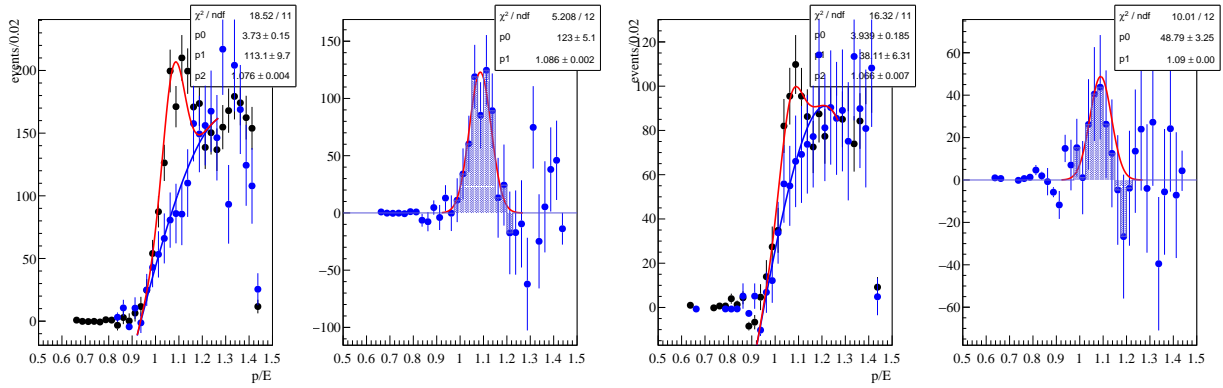 χ² / ndf 18.52 / 11
p0 3.73 ± 0.15
p1 113.1 ± 9.7
p2 1.076 ± 0.004
events/0.02
200
150
100
50
0
0.5 0.6 0.7 0.8 0.9 1 1.1 1.2 1.3 1.4 1.5
p/E
χ² / ndf 5.208 / 12
p0 123 ± 5.1
p1 1.086 ± 0.002
150
100
50
0
−50
−100
0.5 0.6 0.7 0.8 0.9 1 1.1 1.2 1.3 1.4 1.5
χ² / ndf 16.32 / 11
p0 3.939 ± 0.185
p1 38.11 ± 6.31
p2 1.066 ± 0.007
events/0.02
120
100
80
60
40
20
0
0.5 0.6 0.7 0.8 0.9 1 1.1 1.2 1.3 1.4 1.5
p/E
χ² / ndf 10.01 / 12
p0 48.79 ± 3.25
p1 1.09 ± 0.00
60
40
20
0
−20
−40
−60
−80
0.5 0.6 0.7 0.8 0.9 1 1.1 1.2 1.3 1.4 1.5